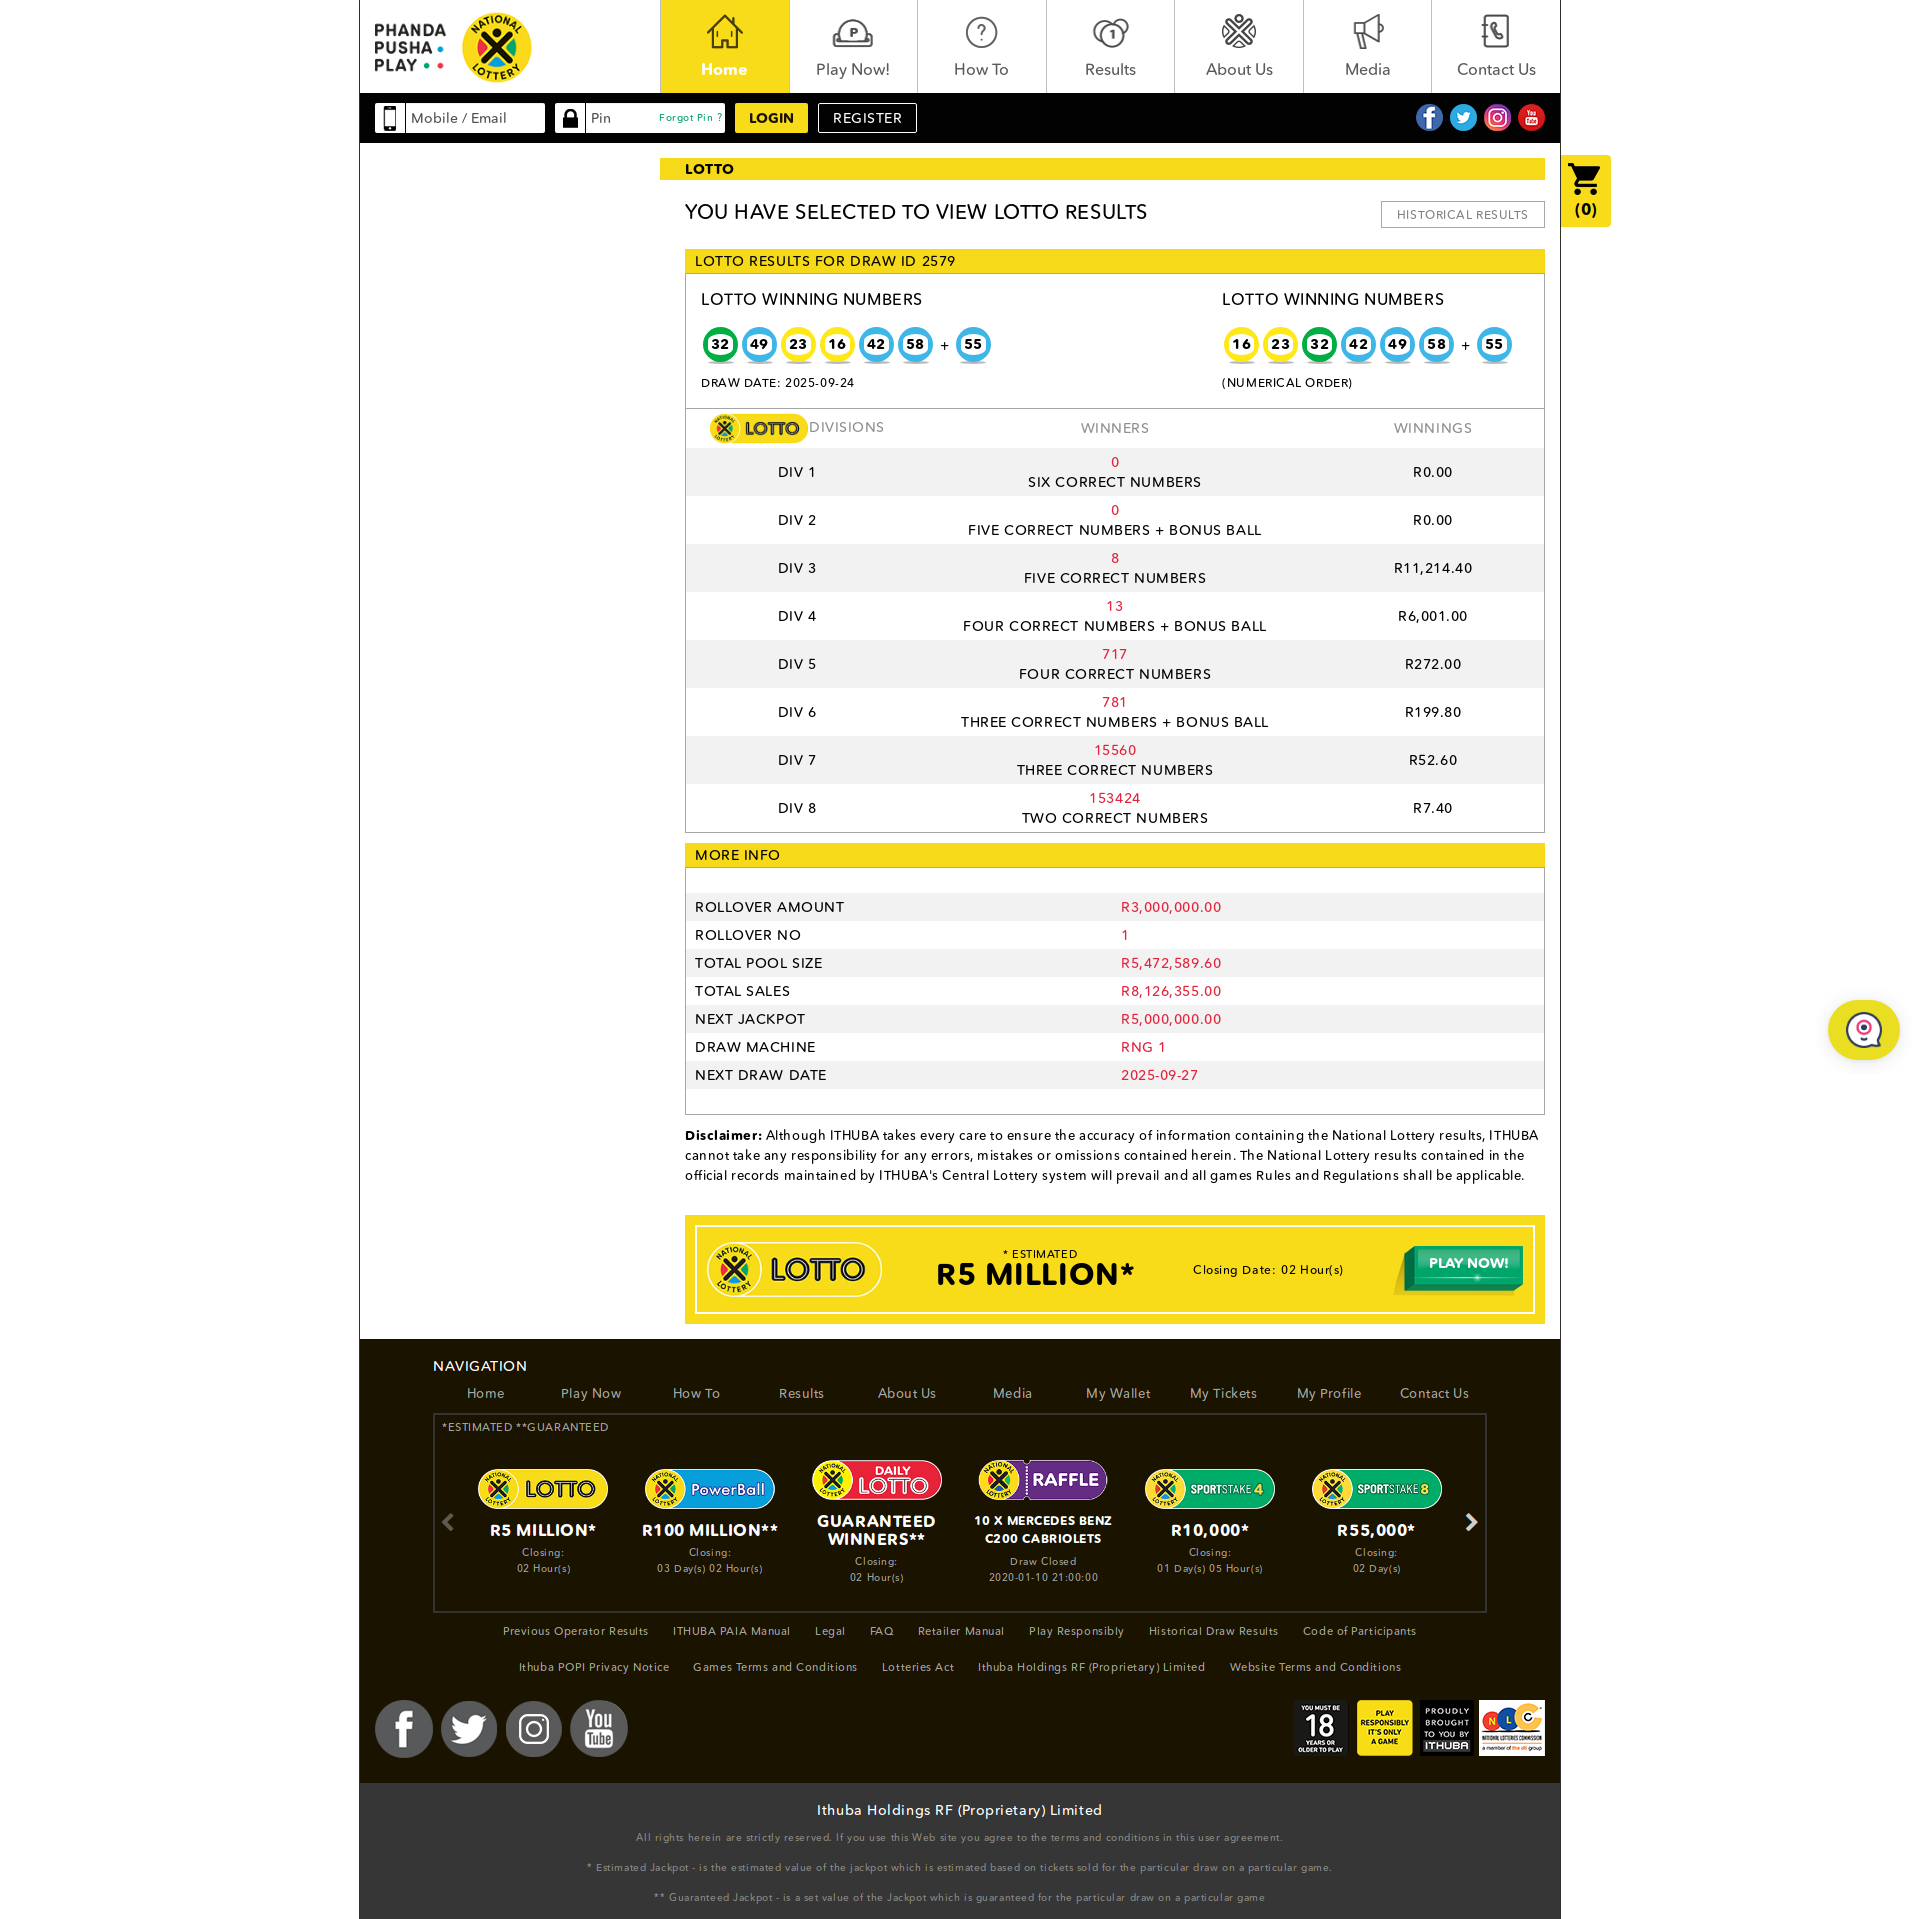 PHANDA
PUSHA
PLAY
NATIONAL
LOTTERY
Home
Play Now!
How To
Results
About Us
Media
Contact Us
Mobile / Email
Pin
Forgot Pin ?
LOGIN
REGISTER
LOTTO
(0)
YOU HAVE SELECTED TO VIEW LOTTO RESULTS
HISTORICAL RESULTS
LOTTO RESULTS FOR DRAW ID 2579
LOTTO WINNING NUMBERS
32 49 23 16 42 58 + 55
DRAW DATE: 2025-09-24
LOTTO WINNING NUMBERS
16 23 32 42 49 58 + 55
(NUMERICAL ORDER)
LOTTO DIVISIONS WINNERS WINNINGS
DIV 1 0 SIX CORRECT NUMBERS R0.00
DIV 2 0 FIVE CORRECT NUMBERS + BONUS BALL R0.00
DIV 3 8 FIVE CORRECT NUMBERS R11,214.40
DIV 4 13 FOUR CORRECT NUMBERS + BONUS BALL R6,001.00
DIV 5 717 FOUR CORRECT NUMBERS R272.00
DIV 6 781 THREE CORRECT NUMBERS + BONUS BALL R199.80
DIV 7 15560 THREE CORRECT NUMBERS R52.60
DIV 8 153424 TWO CORRECT NUMBERS R7.40
MORE INFO
ROLLOVER AMOUNT R3,000,000.00
ROLLOVER NO 1
TOTAL POOL SIZE R5,472,589.60
TOTAL SALES R8,126,355.00
NEXT JACKPOT R5,000,000.00
DRAW MACHINE RNG 1
NEXT DRAW DATE 2025-09-27
Disclaimer: Although ITHUBA takes every care to ensure the accuracy of information containing the National Lottery results, ITHUBA
cannot take any responsibility for any errors, mistakes or omissions contained herein. The National Lottery results contained in the
official records maintained by ITHUBA's Central Lottery system will prevail and all games Rules and Regulations shall be applicable.
NATIONAL LOTTERY LOTTO
* ESTIMATED
R5 MILLION*
Closing Date: 02 Hour(s)
PLAY NOW!
NAVIGATION
Home Play Now How To Results About Us Media My Wallet My Tickets My Profile Contact Us
*ESTIMATED **GUARANTEED
LOTTO
R5 MILLION*
Closing:
02 Hour(s)
PowerBall
R100 MILLION**
Closing:
03 Day(s) 02 Hour(s)
DAILY
LOTTO
GUARANTEED
WINNERS**
Closing:
02 Hour(s)
RAFFLE
10 X MERCEDES BENZ
C200 CABRIOLETS
Draw Closed
2020-01-10 21:00:00
SPORTSTAKE 4
R10,000*
Closing:
01 Day(s) 05 Hour(s)
SPORTSTAKE 8
R55,000*
Closing:
02 Day(s)
Previous Operator Results ITHUBA PAIA Manual Legal FAQ Retailer Manual Play Responsibly Historical Draw Results Code of Participants
Ithuba POPI Privacy Notice Games Terms and Conditions Lotteries Act Ithuba Holdings RF (Proprietary) Limited Website Terms and Conditions
You
Tube
YOU MUST BE
18
YEARS OR
OLDER TO PLAY
PLAY
RESPONSIBLY
IT'S ONLY
A GAME
PROUDLY
BROUGHT
TO YOU BY
ITHUBA
NLC
NATIONAL LOTTERIES COMMISSION
a member of the dti group
Ithuba Holdings RF (Proprietary) Limited
All rights herein are strictly reserved. If you use this Web site you agree to the terms and conditions in this user agreement.
* Estimated Jackpot - is the estimated value of the jackpot which is estimated based on tickets sold for the particular draw on a particular game.
** Guaranteed Jackpot - is a set value of the Jackpot which is guaranteed for the particular draw on a particular game